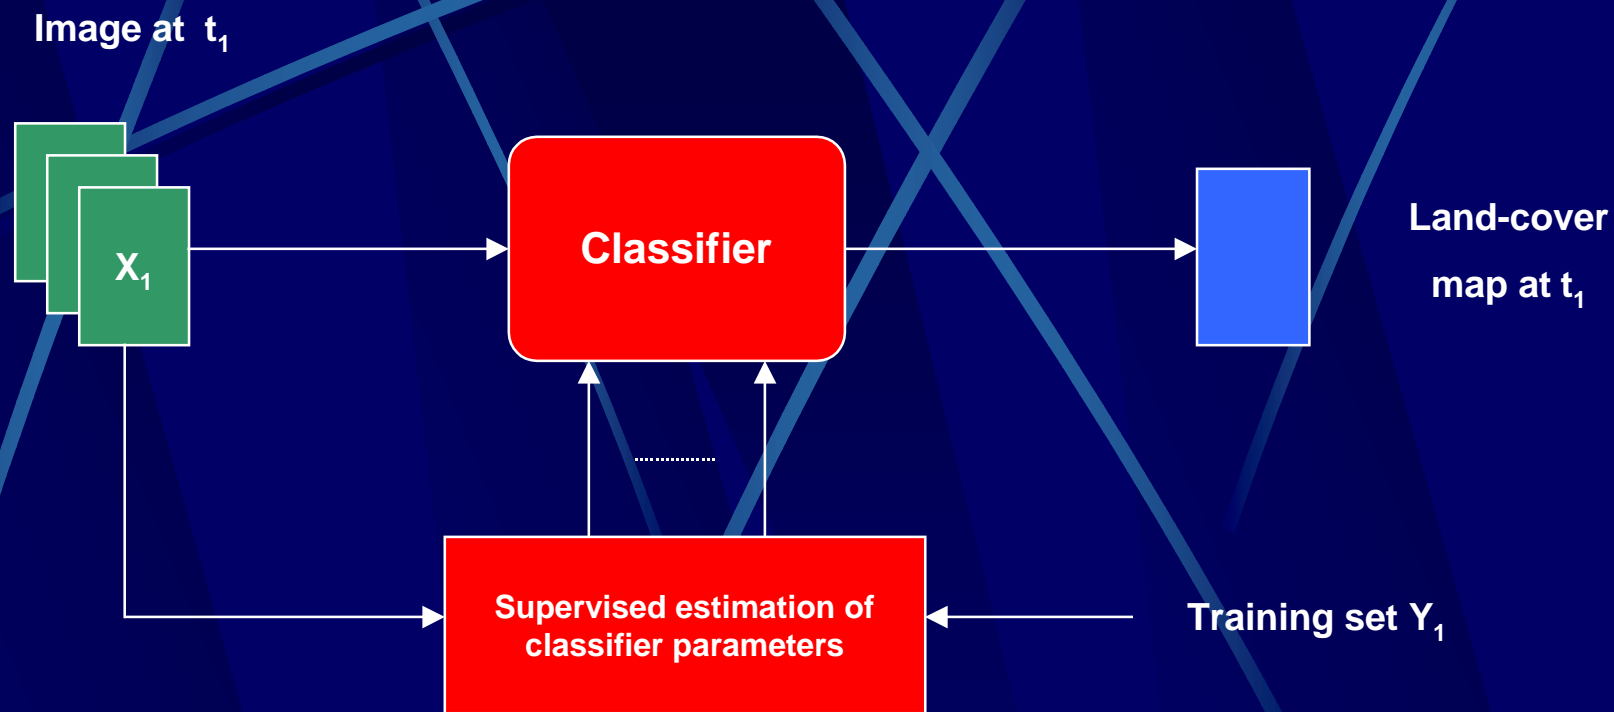 Image at t₁
X₁
Classifier
Land-cover
map at t₁
Supervised estimation of
classifier parameters
Training set Y₁